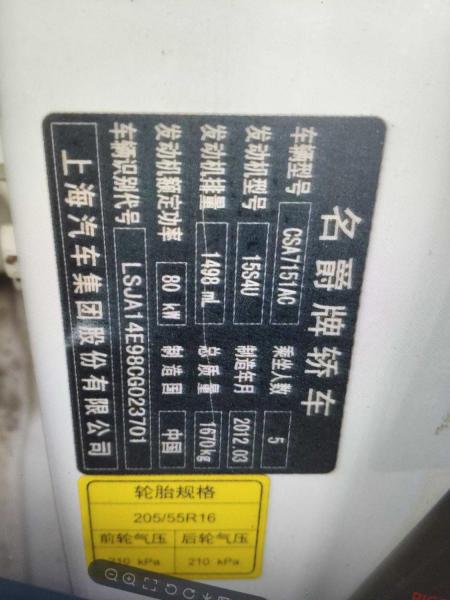 名爵牌轿车
车辆型号 CSA7151AC 乘坐人数 5
发动机型号 15S4U 制造年月 2012.03
发动机排量 1498 mL 总质量 1670kg
发动机额定功率 80 kW 制造国 中国
车辆识别代号 LSJA14E98CG023701
上海汽车集团股份有限公司
轮胎规格
205/55R16
前轮气压 后轮气压
210 kPa 210 kPa